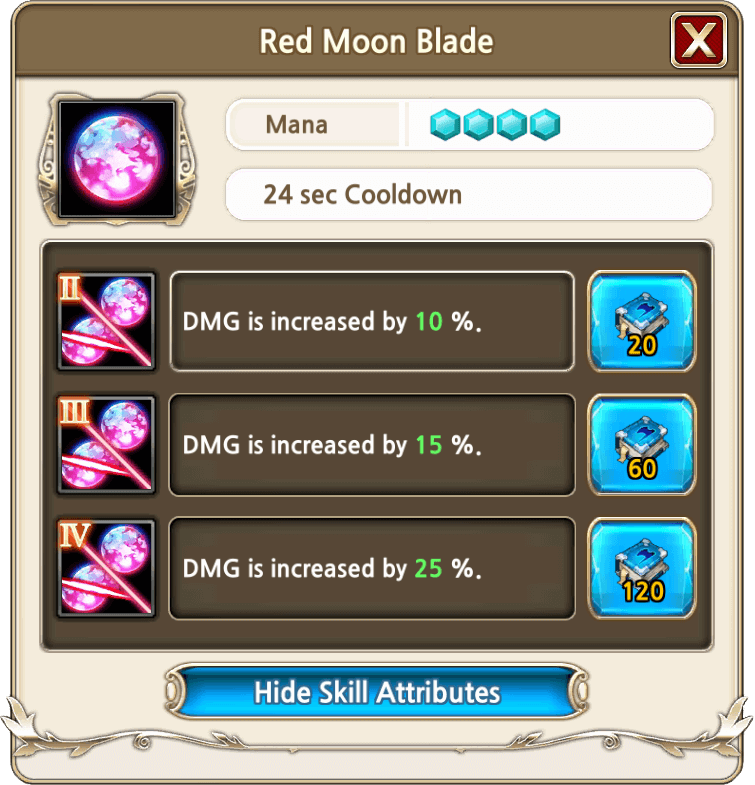 Red Moon Blade
X
Mana
24 sec Cooldown
II
DMG is increased by 10 %.
20
III
DMG is increased by 15 %.
60
IV
DMG is increased by 25 %.
120
Hide Skill Attributes